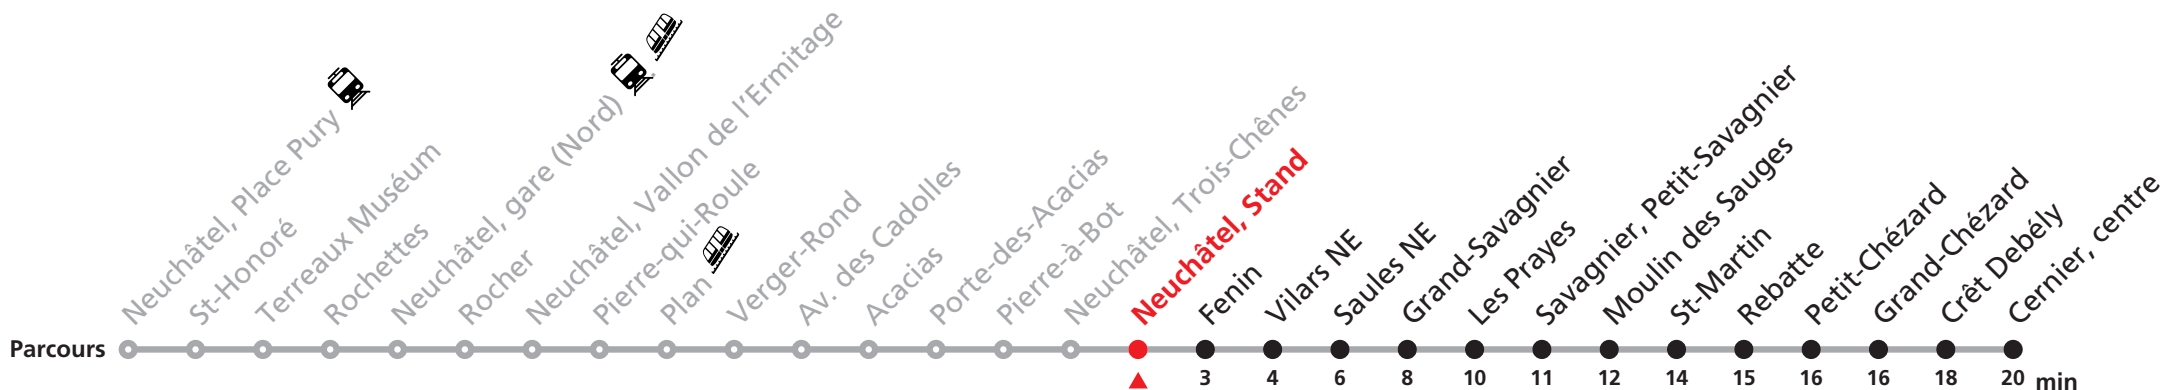 Neuchâtel, Place Pury
St-Honoré
Terreaux Muséum
Rochettes
Neuchâtel, gare (Nord)
Rocher
Neuchâtel, Vallon de l'Ermitage
Pierre-qui-Roule
Plan
Verger-Rond
Av. des Cadolles
Acacias
Porte-des-Acacias
Pierre-à-Bot
Neuchâtel, Trois-Chênes
Neuchâtel, Stand
Fenin
Vilars NE
Saules NE
Grand-Savagnier
Les Prayes
Savagnier, Petit-Savagnier
Moulin des Sauges
St-Martin
Rebatte
Petit-Chézard
Grand-Chézard
Crêt Debély
Cernier, centre
Parcours
3 4 6 8 10 11 12 14 15 16 16 18 20 min